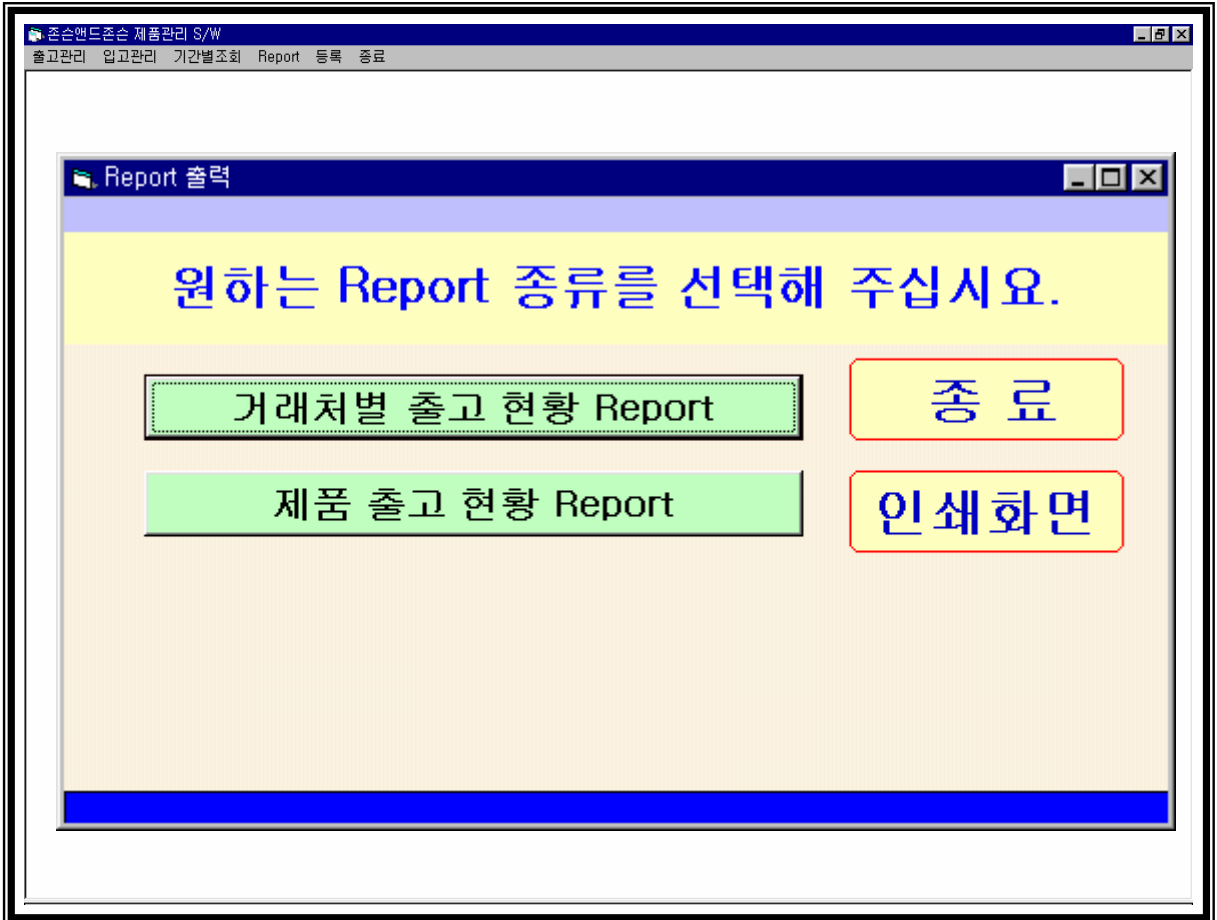 존슨앤드존슨 제품관리 S/W
출고관리 입고관리 기간별조회 Report 등록 종료
Report 출력
원하는 Report 종류를 선택해 주십시요.
거래처별 출고 현황 Report
종 료
제품 출고 현황 Report
인쇄화면